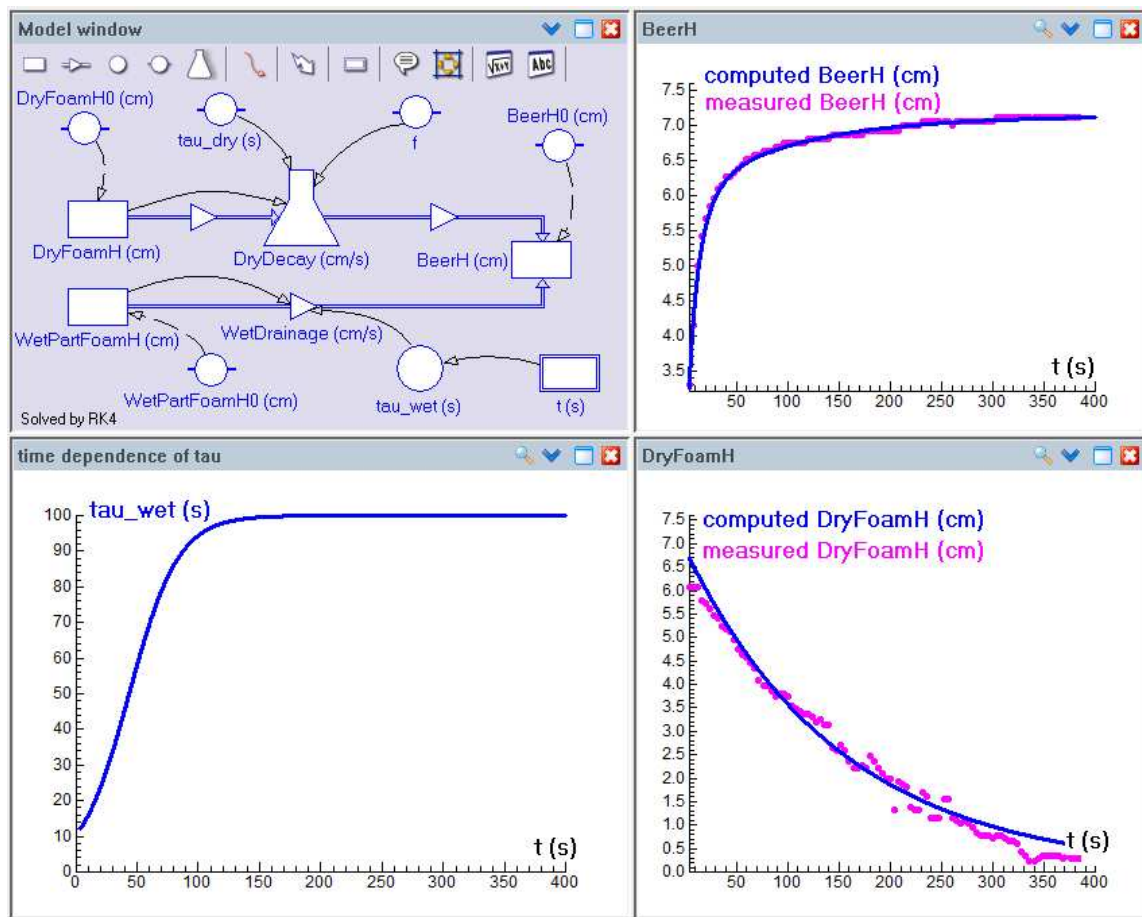 Model window
√x+y
Abc
DryFoamH0 (cm)
tau_dry (s)
f
BeerH0 (cm)
DryFoamH (cm)
DryDecay (cm/s)
BeerH (cm)
WetPartFoamH (cm)
WetDrainage (cm/s)
WetPartFoamH0 (cm)
tau_wet (s)
t (s)
Solved by RK4
BeerH
computed BeerH (cm)
measured BeerH (cm)
7.5
7.0
6.5
6.0
5.5
5.0
4.5
4.0
3.5
t (s)
50 100 150 200 250 300 350 400
time dependence of tau
tau_wet (s)
100
90
80
70
60
50
40
30
20
10
0
t (s)
0 50 100 150 200 250 300 350 400
DryFoamH
computed DryFoamH (cm)
measured DryFoamH (cm)
7.5
7.0
6.5
6.0
5.5
5.0
4.5
4.0
3.5
3.0
2.5
2.0
1.5
1.0
0.5
0.0
t (s)
50 100 150 200 250 300 350 400